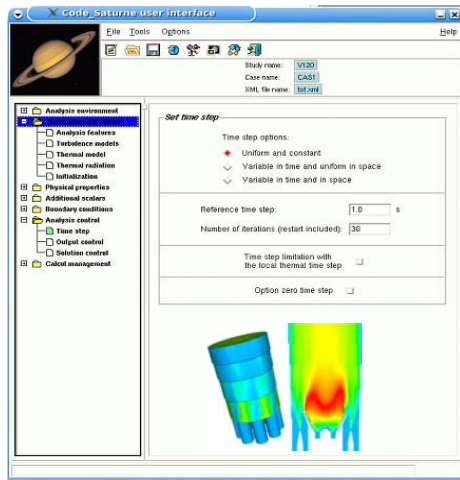 Code_Saturne user interface
File Tools Options Help
Study name: V120
Case name: CAS1
XML file name: tst.xml
Analysis environment
Thermophysical models
Analysis features
Turbulence models
Thermal model
Thermal radiation
Initialization
Physical properties
Additional scalars
Boundary conditions
Analysis control
Time step
Output control
Solution control
Calcul management
Set time step
Time step options:
Uniform and constant
Variable in time and uniform in space
Variable in time and in space
Reference time step: 1.0 s
Number of iterations (restart included): 30
Time step limitation with
the local thermal time step
Option zero time step